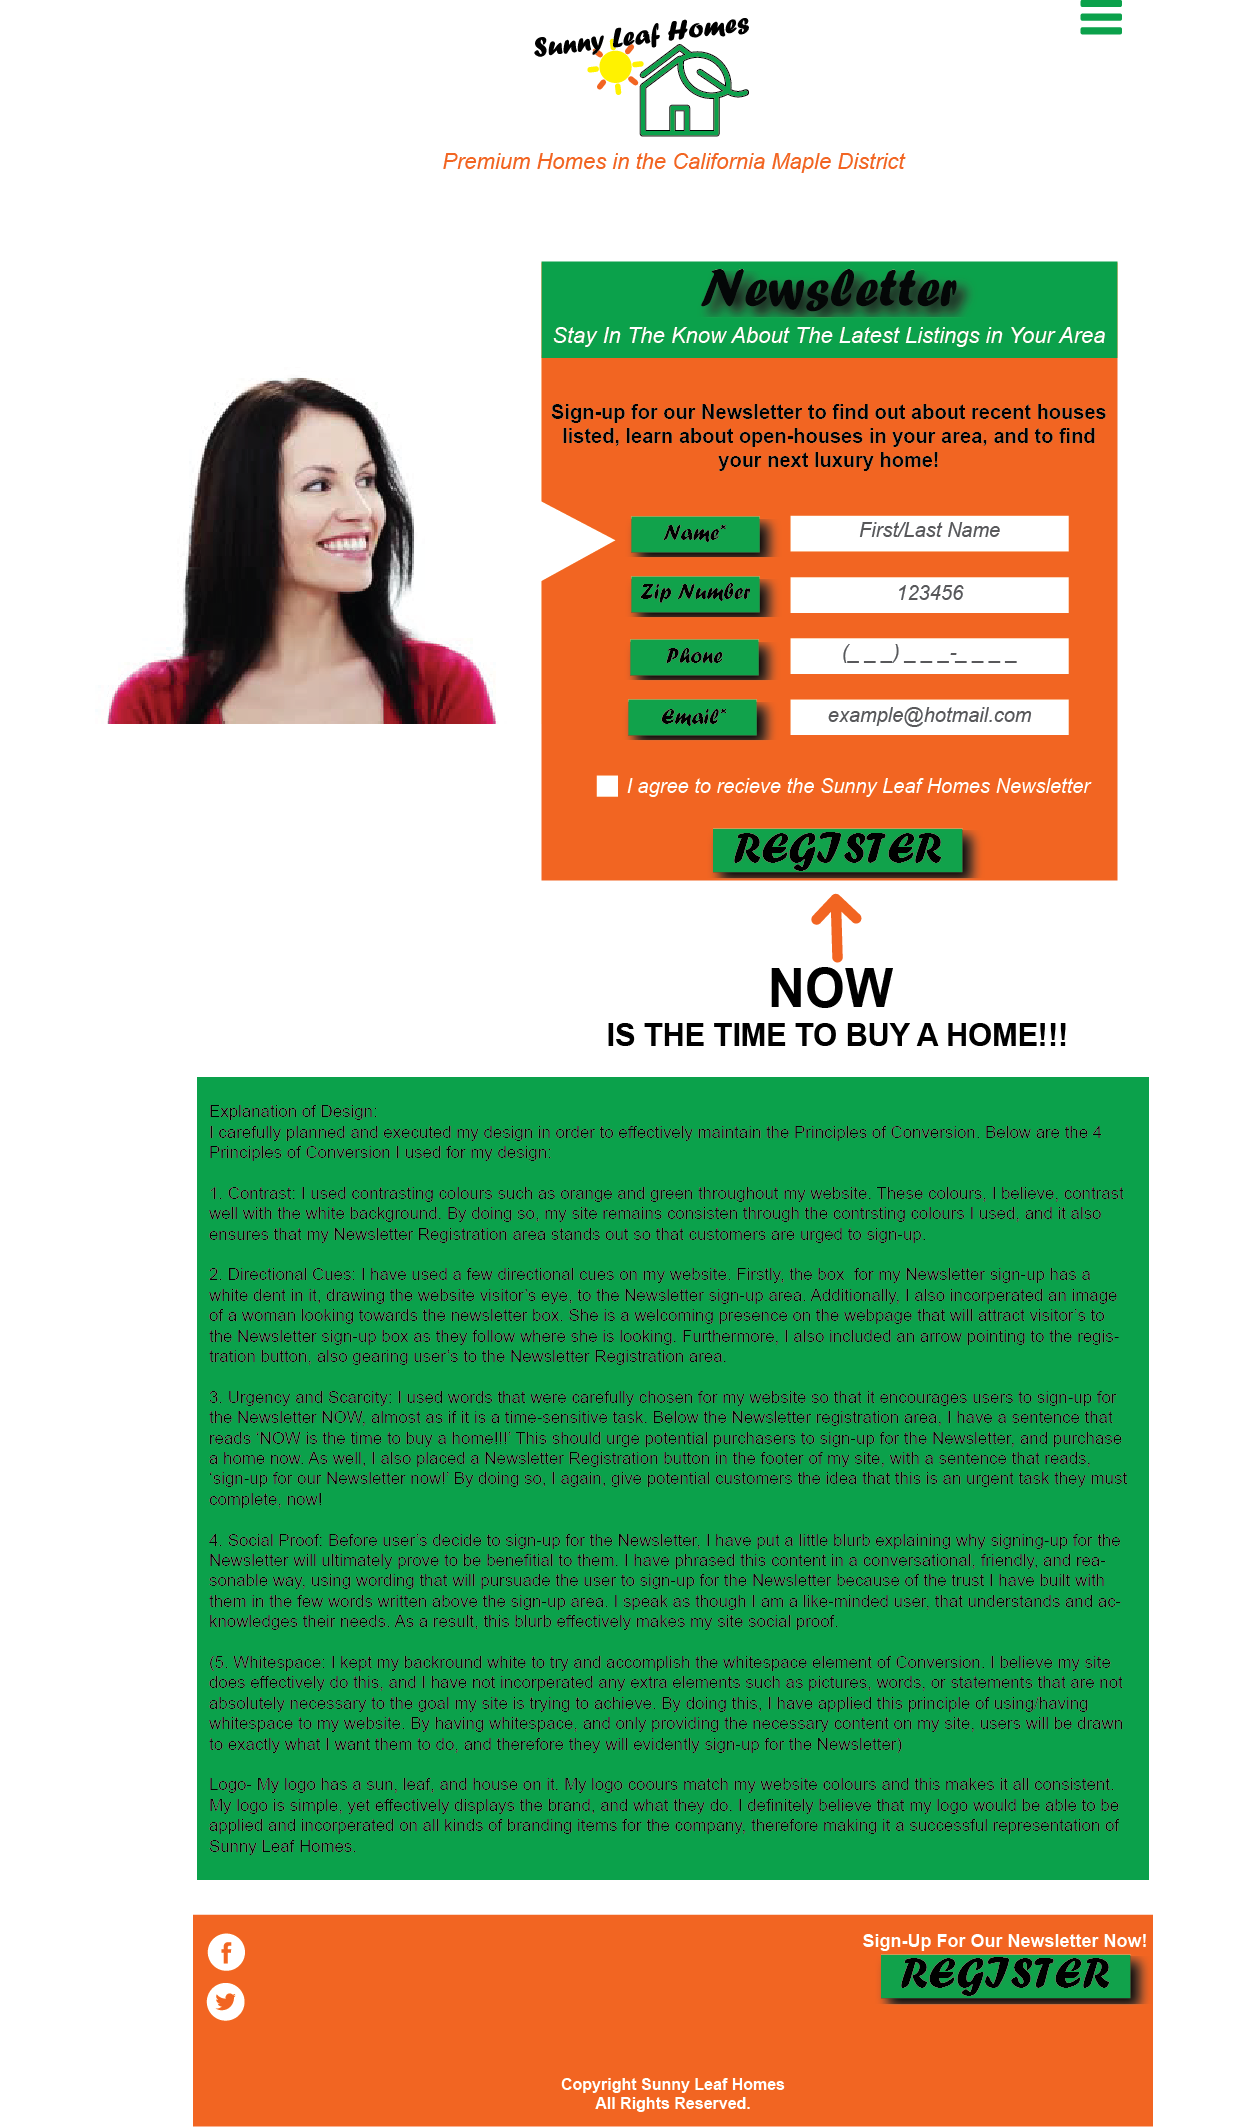 Sunny Leaf Homes
Premium Homes in the California Maple District
Newsletter
Stay In The Know About The Latest Listings in Your Area
Sign-up for our Newsletter to find out about recent houses
listed, learn about open-houses in your area, and to find
your next luxury home!
Name* First/Last Name
Zip Number 123456
Phone (_ _ _) _ _ _-_ _ _ _
Email* example@hotmail.com
I agree to recieve the Sunny Leaf Homes Newsletter
REGISTER
NOW
IS THE TIME TO BUY A HOME!!!
Explanation of Design:
I carefully planned and executed my design in order to effectively maintain the Principles of Conversion. Below are the 4
Principles of Conversion I used for my design:
1. Contrast: I used contrasting colours such as orange and green throughout my website. These colours, I believe, contrast
well with the white background. By doing so, my site remains consisten through the contrsting colours I used, and it also
ensures that my Newsletter Registration area stands out so that customers are urged to sign-up.
2. Directional Cues: I have used a few directional cues on my website. Firstly, the box  for my Newsletter sign-up has a
white dent in it, drawing the website visitor's eye, to the Newsletter sign-up area. Additionally, I also incorperated an image
of a woman looking towards the newsletter box. She is a welcoming presence on the webpage that will attract visitor's to
the Newsletter sign-up box as they follow where she is looking. Furthermore, I also included an arrow pointing to the regis-
tration button, also gearing user's to the Newsletter Registration area.
3. Urgency and Scarcity: I used words that were carefully chosen for my website so that it encourages users to sign-up for
the Newsletter NOW, almost as if it is a time-sensitive task. Below the Newsletter registration area, I have a sentence that
reads 'NOW is the time to buy a home!!!' This should urge potential purchasers to sign-up for the Newsletter, and purchase
a home now. As well, I also placed a Newsletter Registration button in the footer of my site, with a sentence that reads,
'sign-up for our Newsletter now!' By doing so, I again, give potential customers the idea that this is an urgent task they must
complete, now!
4. Social Proof: Before user's decide to sign-up for the Newsletter, I have put a little blurb explaining why signing-up for the
Newsletter will ultimately prove to be benefitial to them. I have phrased this content in a conversational, friendly, and rea-
sonable way, using wording that will pursuade the user to sign-up for the Newsletter because of the trust I have built with
them in the few words written above the sign-up area. I speak as though I am a like-minded user, that understands and ac-
knowledges their needs. As a result, this blurb effectively makes my site social proof.
(5. Whitespace: I kept my backround white to try and accomplish the whitespace element of Conversion. I believe my site
does effectively do this, and I have not incorperated any extra elements such as pictures, words, or statements that are not
absolutely necessary to the goal my site is trying to achieve. By doing this, I have applied this principle of using/having
whitespace to my website. By having whitespace, and only providing the necessary content on my site, users will be drawn
to exactly what I want them to do, and therefore they will evidently sign-up for the Newsletter)
Logo- My logo has a sun, leaf, and house on it. My logo coours match my website colours and this makes it all consistent.
My logo is simple, yet effectively displays the brand, and what they do. I definitely believe that my logo would be able to be
applied and incorperated on all kinds of branding items for the company, therefore making it a successful representation of
Sunny Leaf Homes.
Sign-Up For Our Newsletter Now!
REGISTER
Copyright Sunny Leaf Homes
All Rights Reserved.